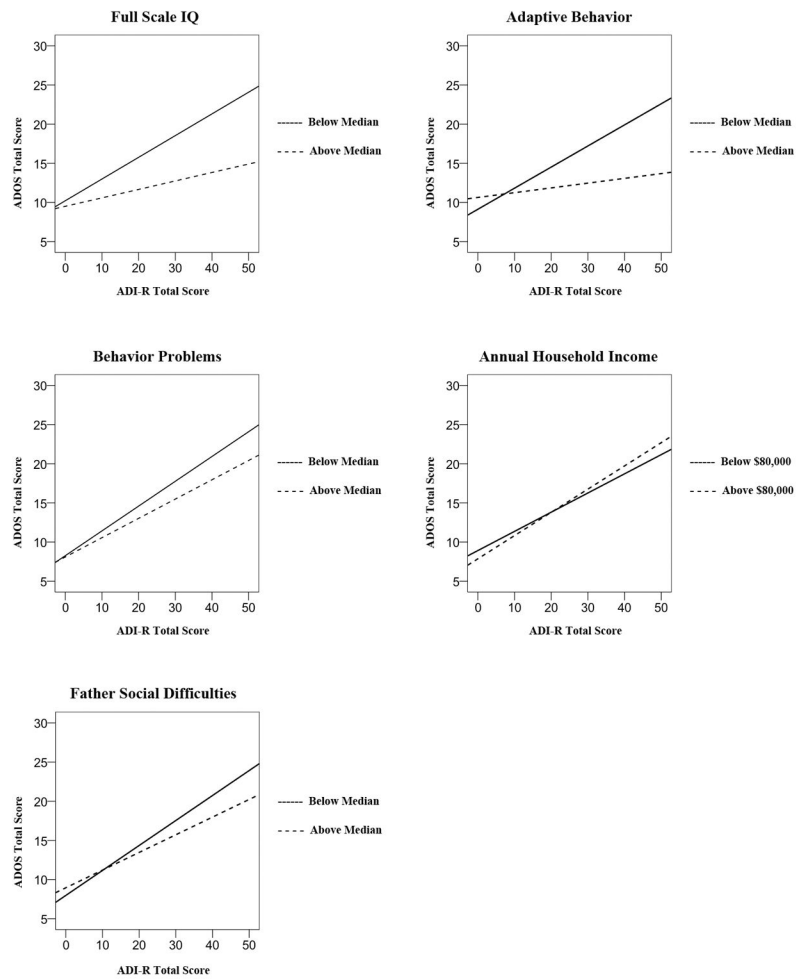 Full Scale IQ
30
25
20
15
10
5
0 10 20 30 40 50
ADOS Total Score
ADI-R Total Score
Below Median
Above Median
Adaptive Behavior
30
25
20
15
10
5
0 10 20 30 40 50
ADOS Total Score
ADI-R Total Score
Below Median
Above Median
Behavior Problems
30
25
20
15
10
5
0 10 20 30 40 50
ADOS Total Score
ADI-R Total Score
Below Median
Above Median
Annual Household Income
30
25
20
15
10
5
0 10 20 30 40 50
ADOS Total Score
ADI-R Total Score
Below $80,000
Above $80,000
Father Social Difficulties
30
25
20
15
10
5
0 10 20 30 40 50
ADOS Total Score
ADI-R Total Score
Below Median
Above Median